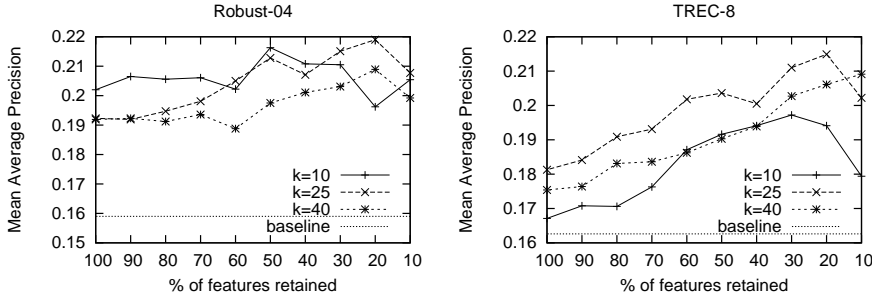 Robust-04
Mean Average Precision
0.22
0.21
0.2
0.19
0.18
0.17
0.16
0.15
k=10
k=25
k=40
baseline
100 90 80 70 60 50 40 30 20 10
% of features retained
TREC-8
Mean Average Precision
0.22
0.21
0.2
0.19
0.18
0.17
0.16
k=10
k=25
k=40
baseline
100 90 80 70 60 50 40 30 20 10
% of features retained